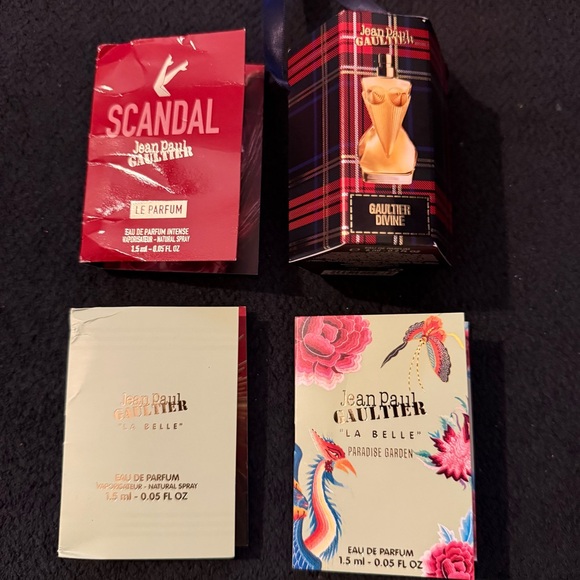 SCANDAL
Jean Paul
GAULTIER
LE PARFUM
EAU DE PARFUM INTENSE
VAPORISATEUR - NATURAL SPRAY
1.5 ml - 0.05 FL OZ
Jean Paul
GAULTIER
GAULTIER
DIVINE
Jean Paul
GAULTIER
"LA BELLE"
EAU DE PARFUM
VAPORISATEUR - NATURAL SPRAY
1.5 ml - 0.05 FL OZ
Jean Paul
GAULTIER
"LA BELLE"
PARADISE GARDEN
EAU DE PARFUM
1.5 ml - 0.05 FL OZ